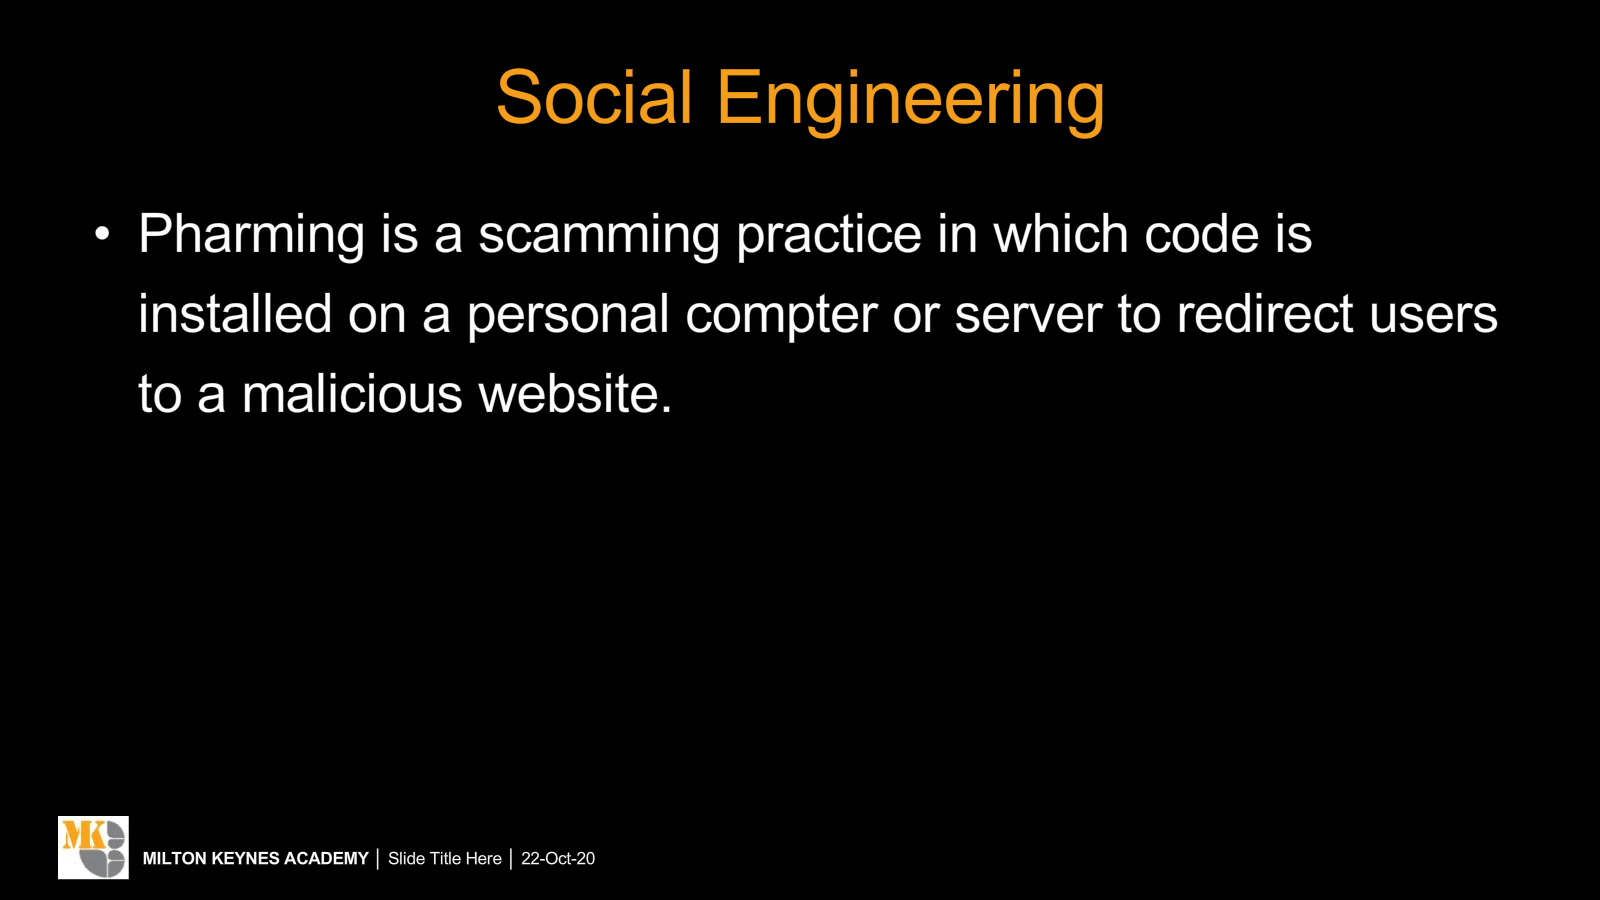 Social Engineering
• Pharming is a scamming practice in which code is
installed on a personal compter or server to redirect users
to a malicious website.
MK
MILTON KEYNES ACADEMY | Slide Title Here | 22-Oct-20